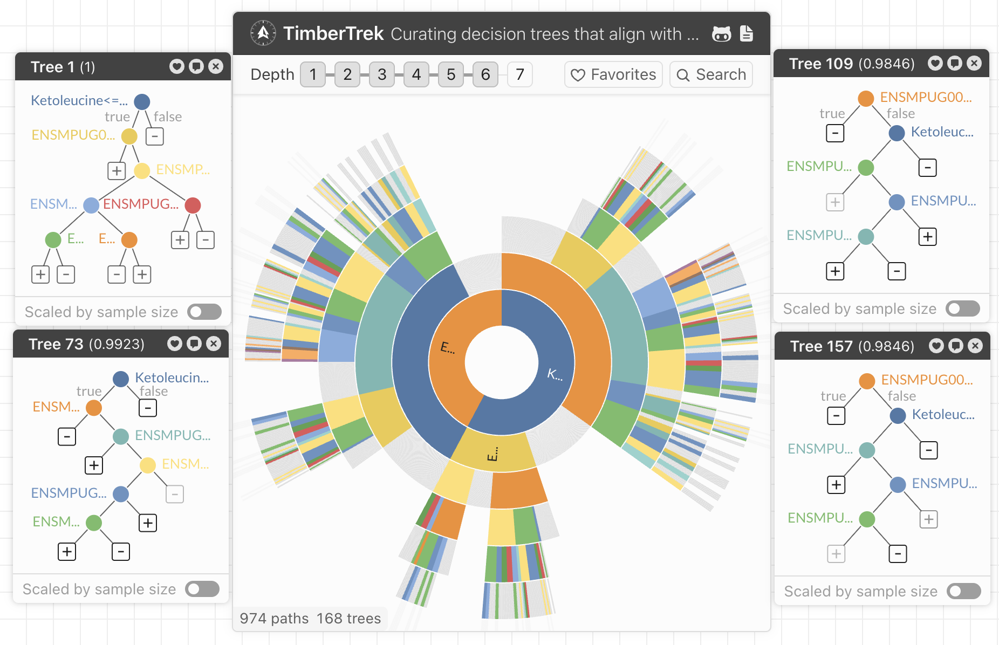 TimberTrek Curating decision trees that align with ...
Depth 1 2 3 4 5 6 7 Favorites Search
Tree 1 (1)
Ketoleucine<=...
true false
ENSMPUG0... -
+ ENSMP...
ENSM... ENSMPUG...
E... E... + -
+ - - +
Scaled by sample size
Tree 73 (0.9923)
Ketoleucin...
true false
ENSM... -
- ENSMPUG...
+ ENSM...
ENSMPUG... -
ENSM... +
+ -
Scaled by sample size
E...
K...
E...
974 paths 168 trees
Tree 109 (0.9846)
ENSMPUG00...
true false
- Ketoleuc...
ENSMPU... -
+ ENSMPU...
ENSMPU... +
+ -
Scaled by sample size
Tree 157 (0.9846)
ENSMPUG00...
true false
- Ketoleuc...
ENSMPU... -
+ ENSMPU...
ENSMPU... +
+ -
Scaled by sample size